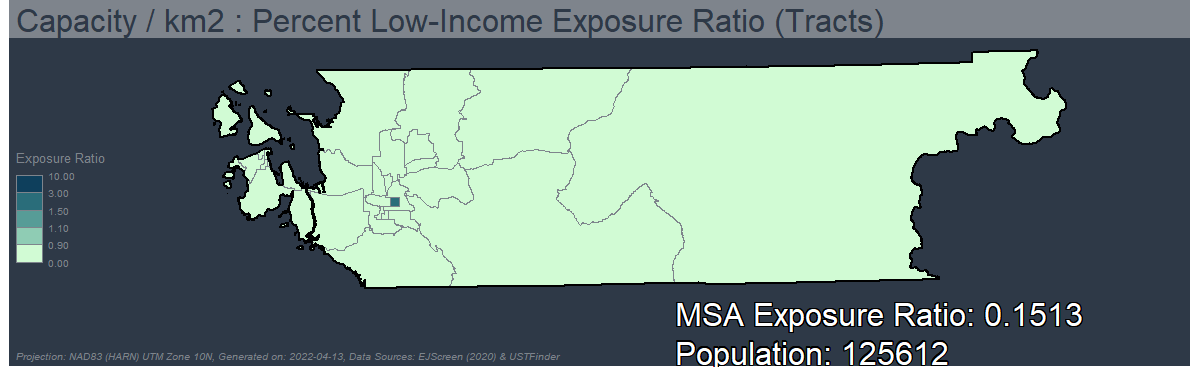 Capacity / km2 : Percent Low-Income Exposure Ratio (Tracts)
Exposure Ratio
10.00
3.00
1.50
1.10
0.90
0.00
MSA Exposure Ratio: 0.1513
Population: 125612
Projection: NAD83 (HARN) UTM Zone 10N, Generated on: 2022-04-13, Data Sources: EJScreen (2020) & USTFinder